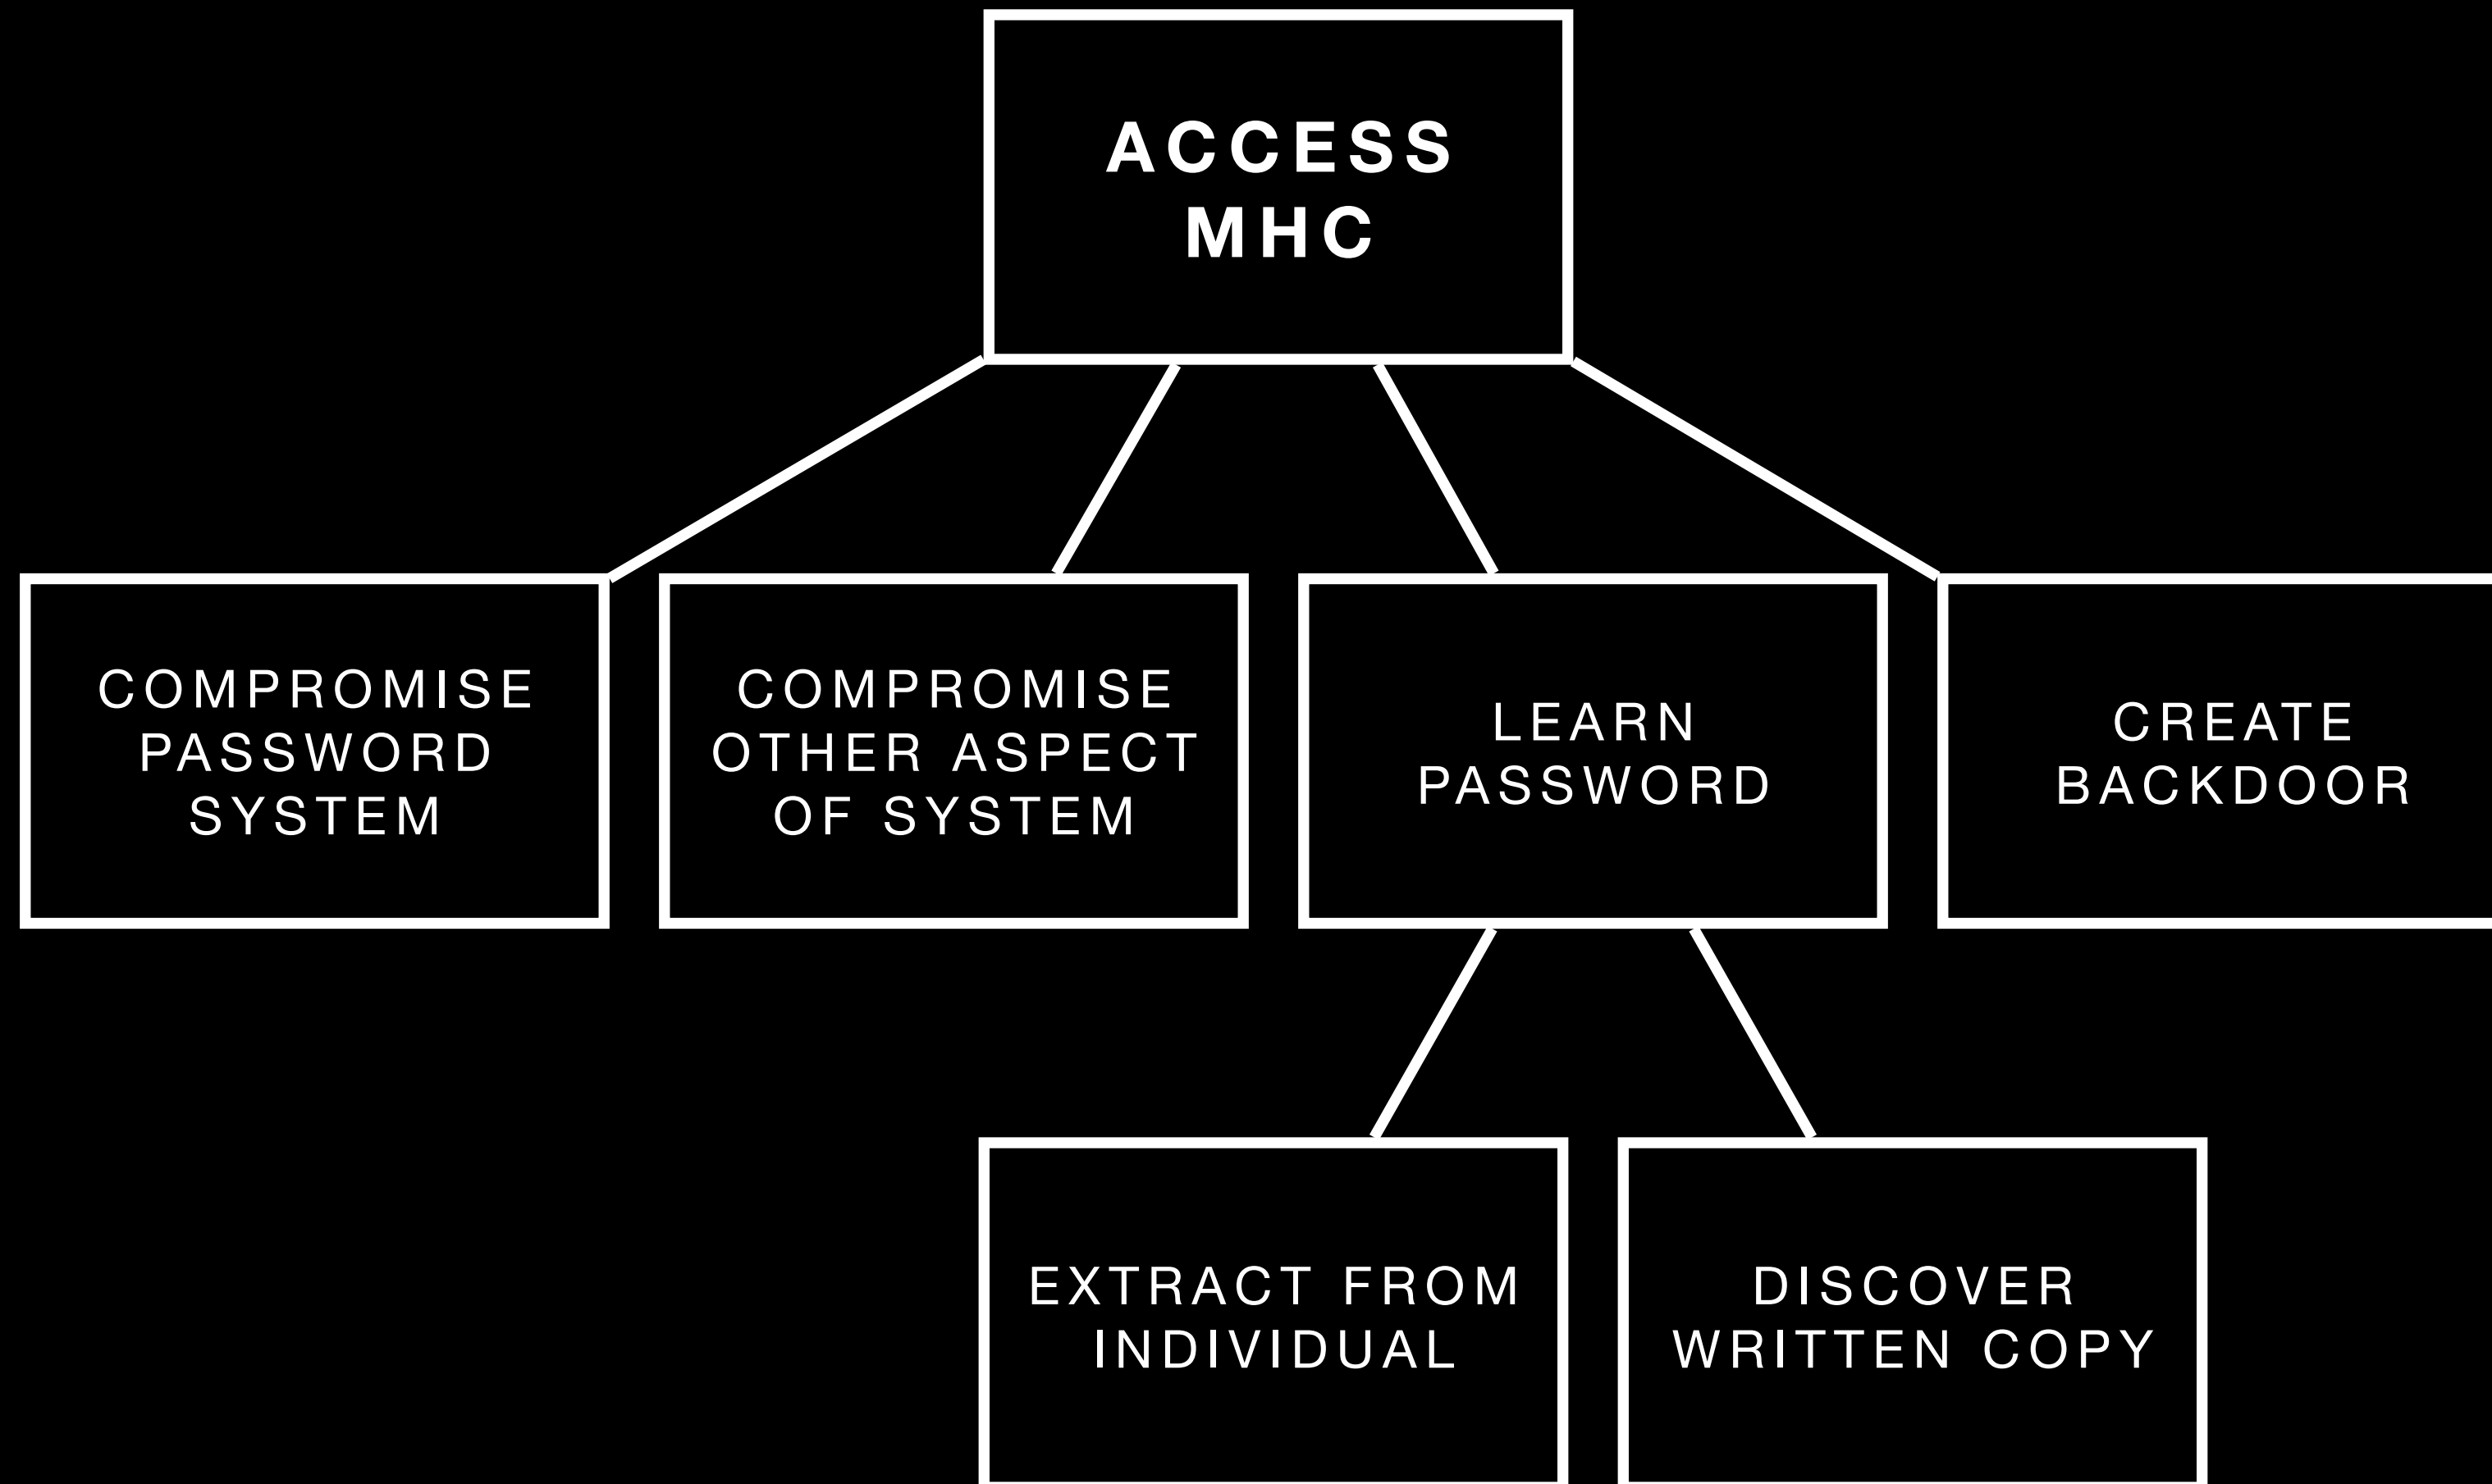 ACCESS
MHC
COMPROMISE
PASSWORD
SYSTEM
COMPROMISE
OTHER ASPECT
OF SYSTEM
LEARN
PASSWORD
CREATE
BACKDOOR
EXTRACT FROM
INDIVIDUAL
DISCOVER
WRITTEN COPY